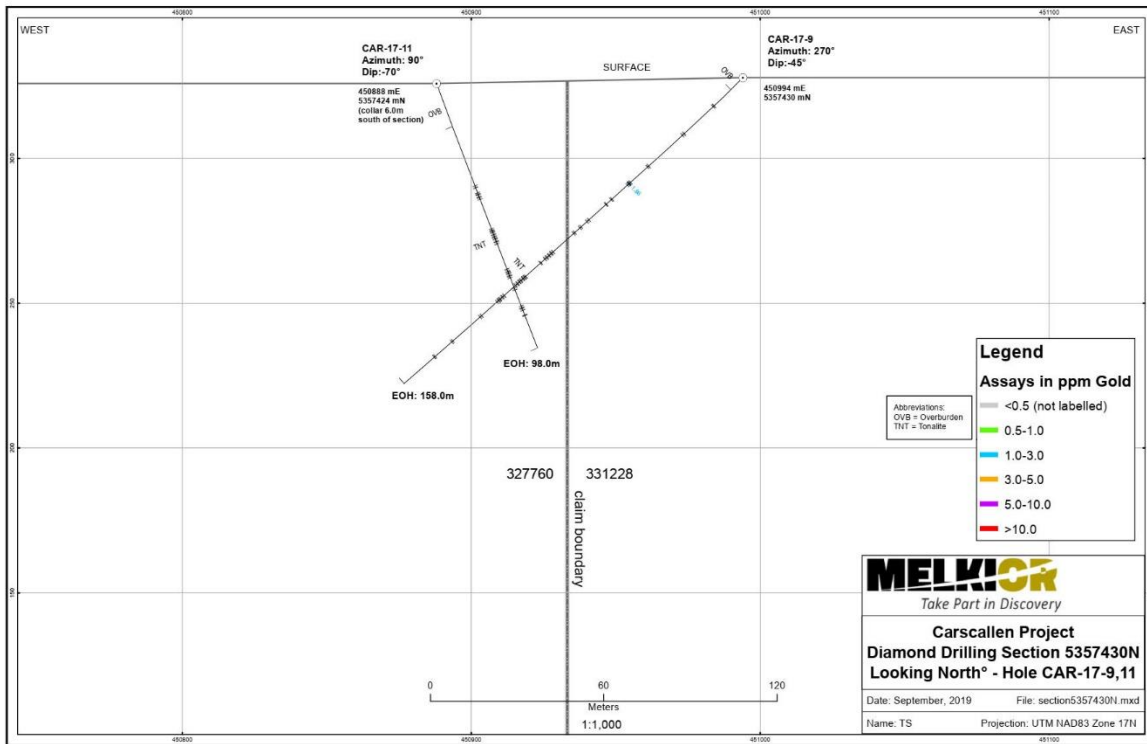 450800
450900
451000
451100
WEST
EAST
CAR-17-11
Azimuth: 90°
Dip:-70°
450888 mE
5357424 mN
(collar 6.0m
south of section)
SURFACE
CAR-17-9
Azimuth: 270°
Dip:-45°
450994 mE
5357430 mN
OVB
OVB
300
TNT
TNT
250
EOH: 98.0m
EOH: 158.0m
200
327760
331228
claim boundary
150
Abbreviations:
OVB = Overburden
TNT = Tonalite
Legend
Assays in ppm Gold
<0.5 (not labelled)
0.5-1.0
1.0-3.0
3.0-5.0
5.0-10.0
>10.0
MELKIOR
Take Part in Discovery
Carscallen Project
Diamond Drilling Section 5357430N
Looking North° - Hole CAR-17-9,11
Date: September, 2019 File: section5357430N.mxd
Name: TS Projection: UTM NAD83 Zone 17N
0 60 120
Meters
1:1,000
450800
450900
451000
451100